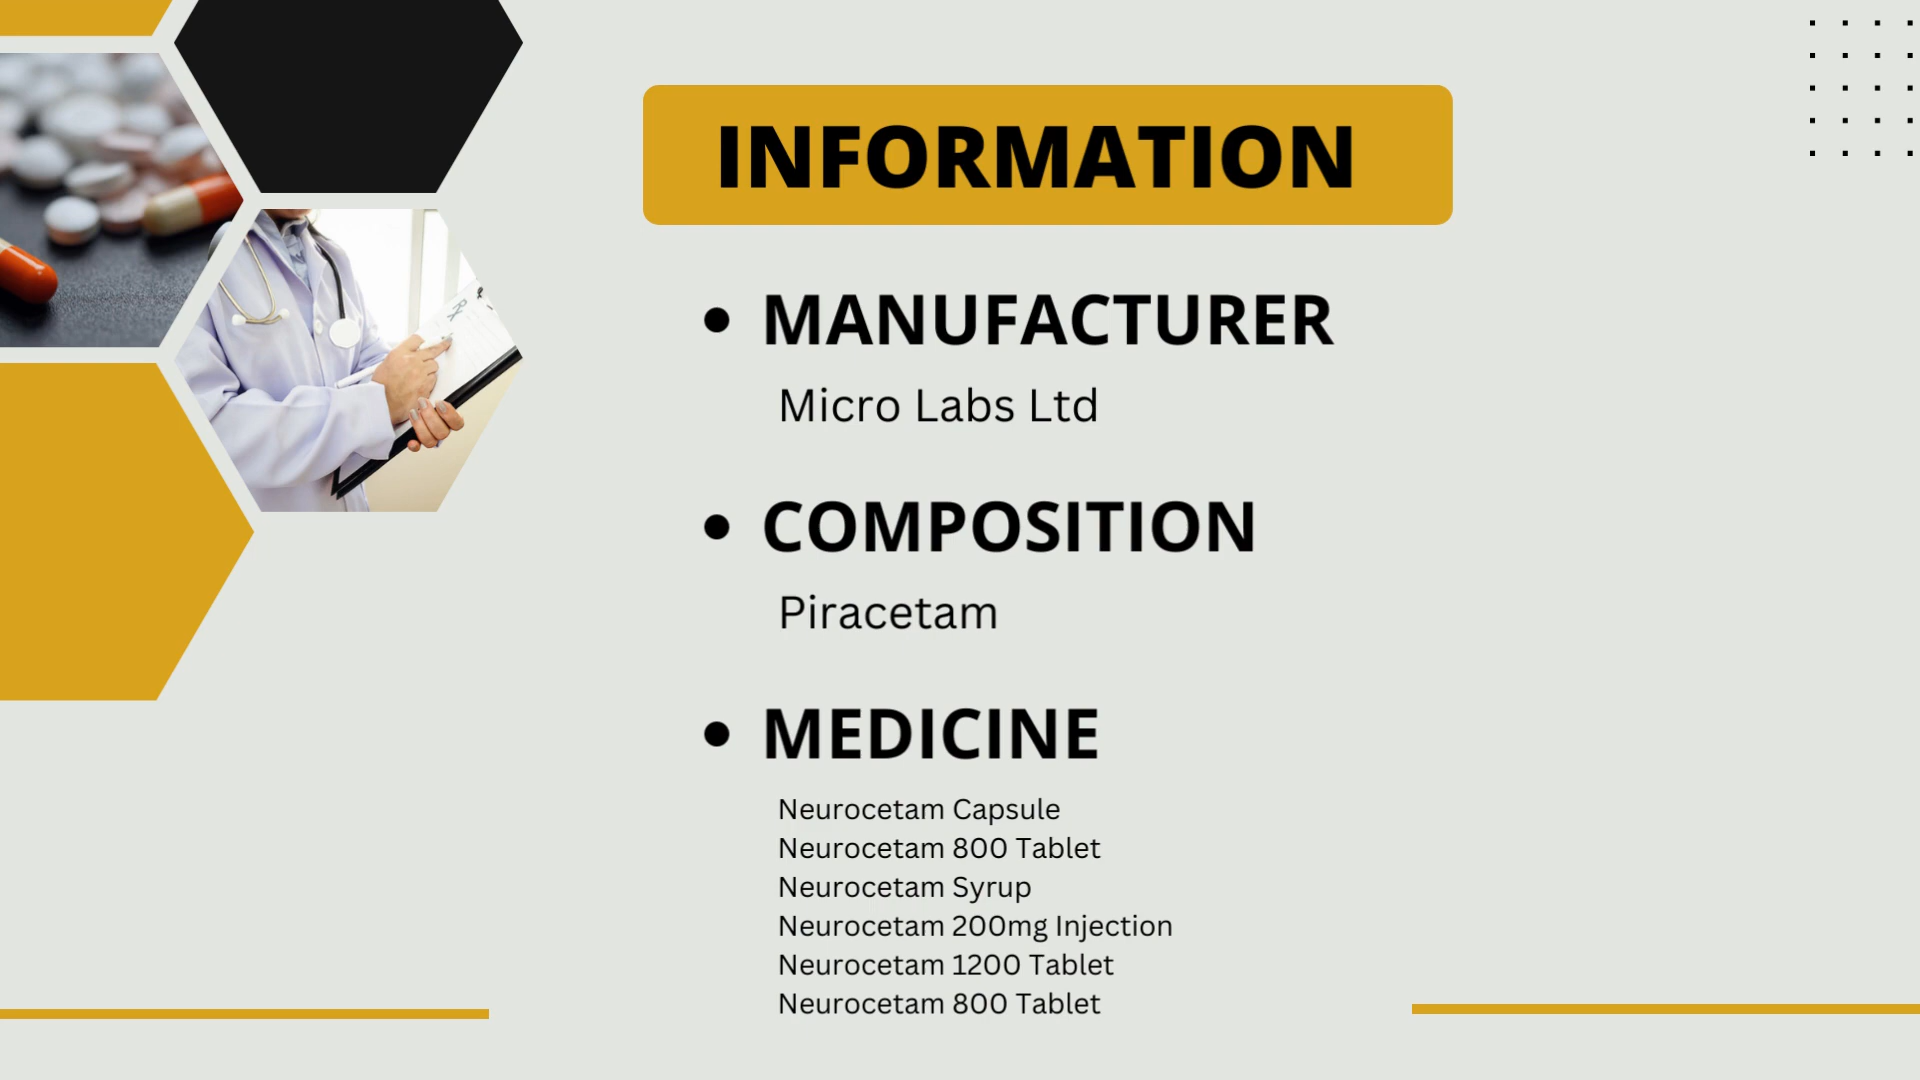 INFORMATION
MANUFACTURER
Micro Labs Ltd
COMPOSITION
Piracetam
MEDICINE
Neurocetam Capsule
Neurocetam 800 Tablet
Neurocetam Syrup
Neurocetam 200mg Injection
Neurocetam 1200 Tablet
Neurocetam 800 Tablet